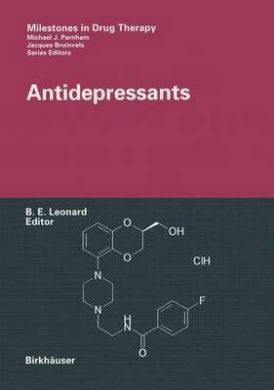 Milestones in Drug Therapy
Michael J. Parnham
Jacques Bruinvels
Series Editors
Antidepressants
B. E. Leonard
Editor
O
OH
O
ClH
N
F
N
H
N
O
Birkhäuser